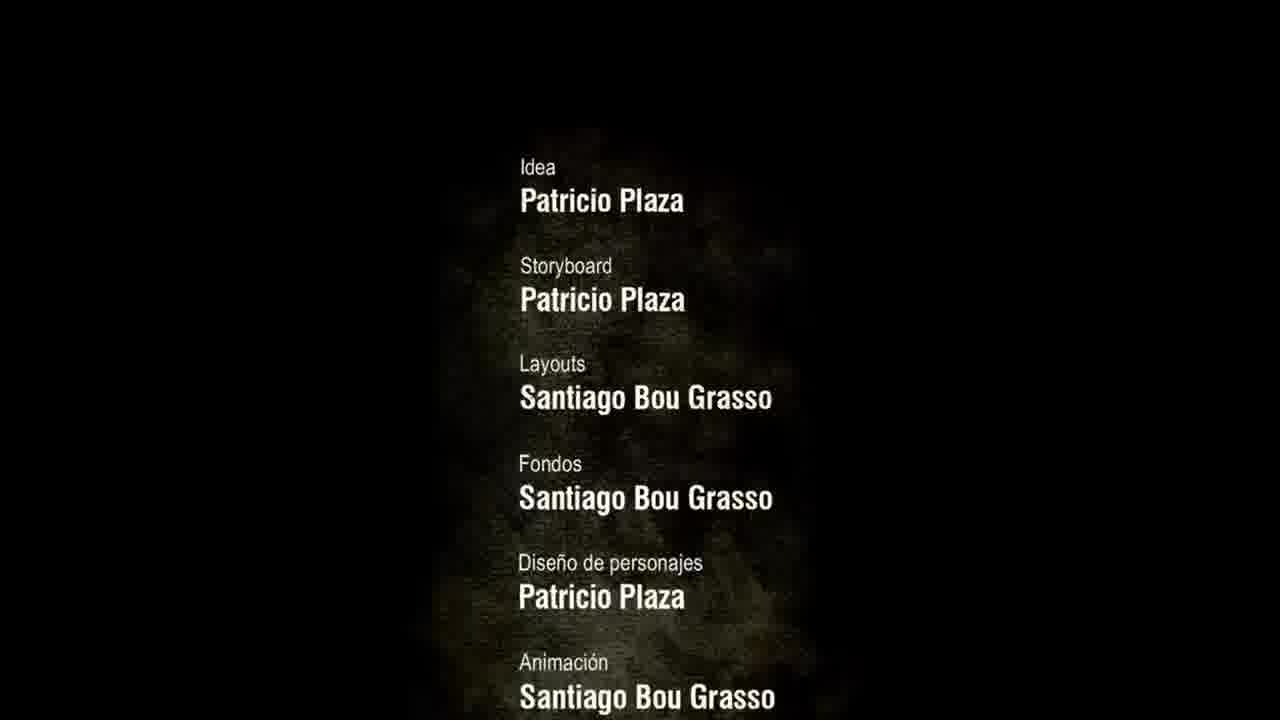 Idea
Patricio Plaza
Storyboard
Patricio Plaza
Layouts
Santiago Bou Grasso
Fondos
Santiago Bou Grasso
Diseño de personajes
Patricio Plaza
Animación
Santiago Bou Grasso